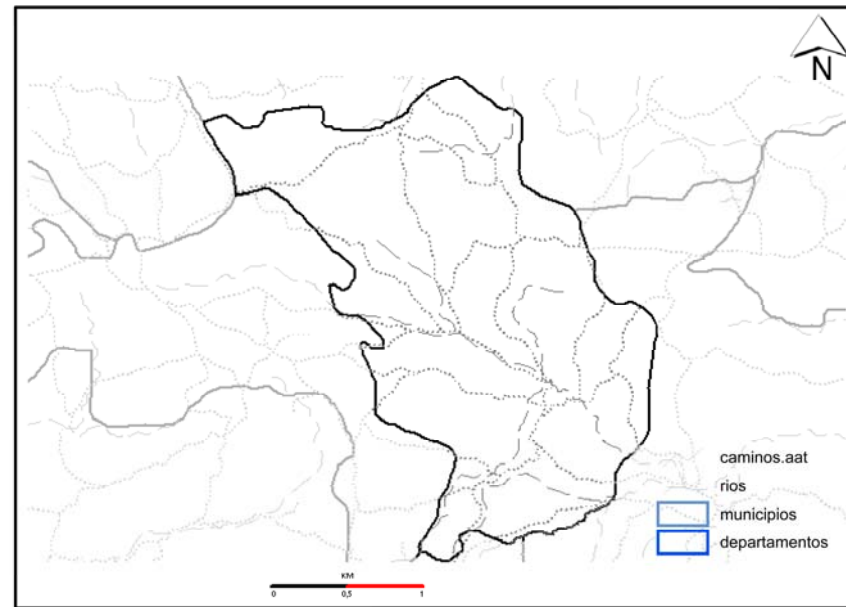 N
caminos.aat
rios
municipios
departamentos
KM
0 0,5 1